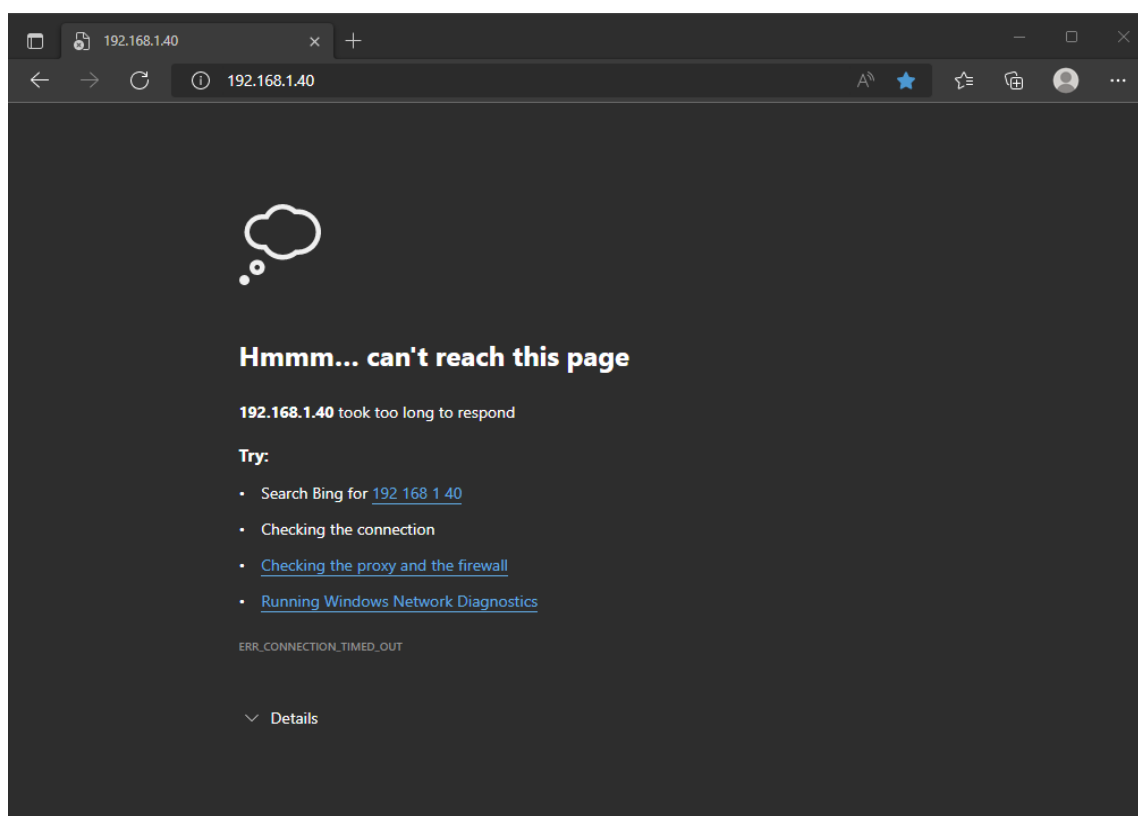 192.168.1.40
192.168.1.40
Hmmm... can't reach this page
192.168.1.40 took too long to respond
Try:
• Search Bing for 192 168 1 40
• Checking the connection
• Checking the proxy and the firewall
• Running Windows Network Diagnostics
ERR_CONNECTION_TIMED_OUT
Details